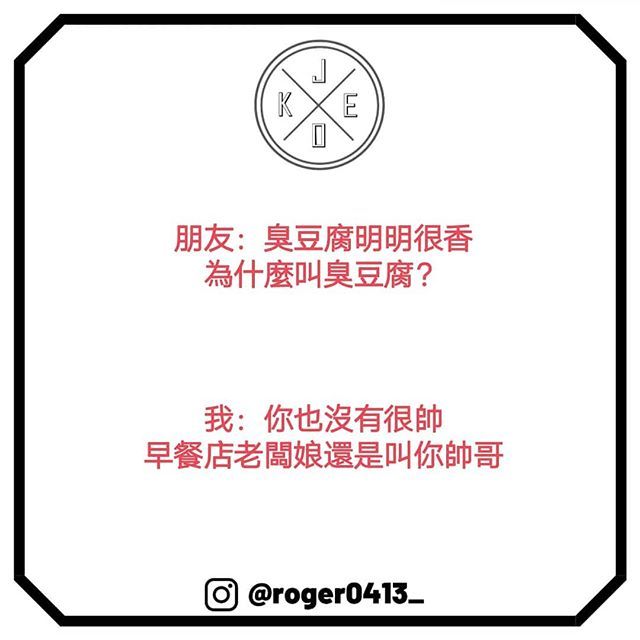 J
K E
O
朋友：臭豆腐明明很香
為什麼叫臭豆腐？
我：你也沒有很帥
早餐店老闆娘還是叫你帥哥
@roger0413_